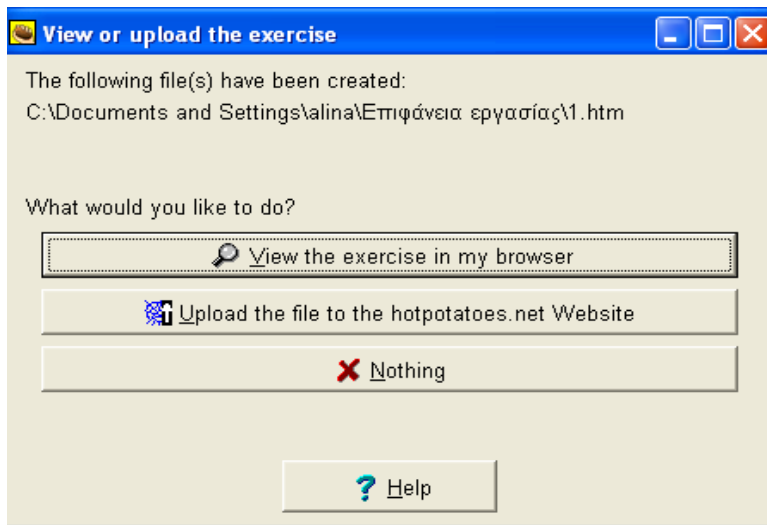 View or upload the exercise
The following file(s) have been created:
C:\Documents and Settings\alina\Επιφάνεια εργασίας\1.htm
What would you like to do?
View the exercise in my browser
Upload the file to the hotpotatoes.net Website
Nothing
Help